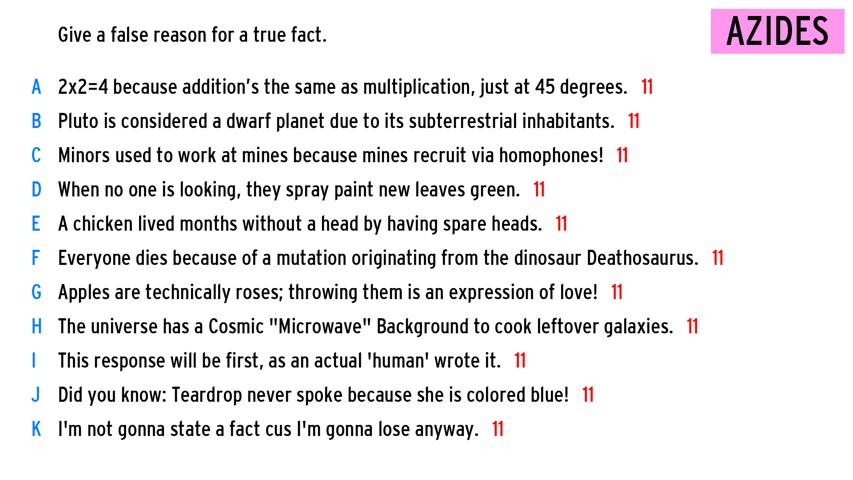 Give a false reason for a true fact.
AZIDES
A 2x2=4 because addition's the same as multiplication, just at 45 degrees. 11
B Pluto is considered a dwarf planet due to its subterrestrial inhabitants. 11
C Minors used to work at mines because mines recruit via homophones! 11
D When no one is looking, they spray paint new leaves green. 11
E A chicken lived months without a head by having spare heads. 11
F Everyone dies because of a mutation originating from the dinosaur Deathosaurus. 11
G Apples are technically roses; throwing them is an expression of love! 11
H The universe has a Cosmic "Microwave" Background to cook leftover galaxies. 11
I This response will be first, as an actual 'human' wrote it. 11
J Did you know: Teardrop never spoke because she is colored blue! 11
K I'm not gonna state a fact cus I'm gonna lose anyway. 11